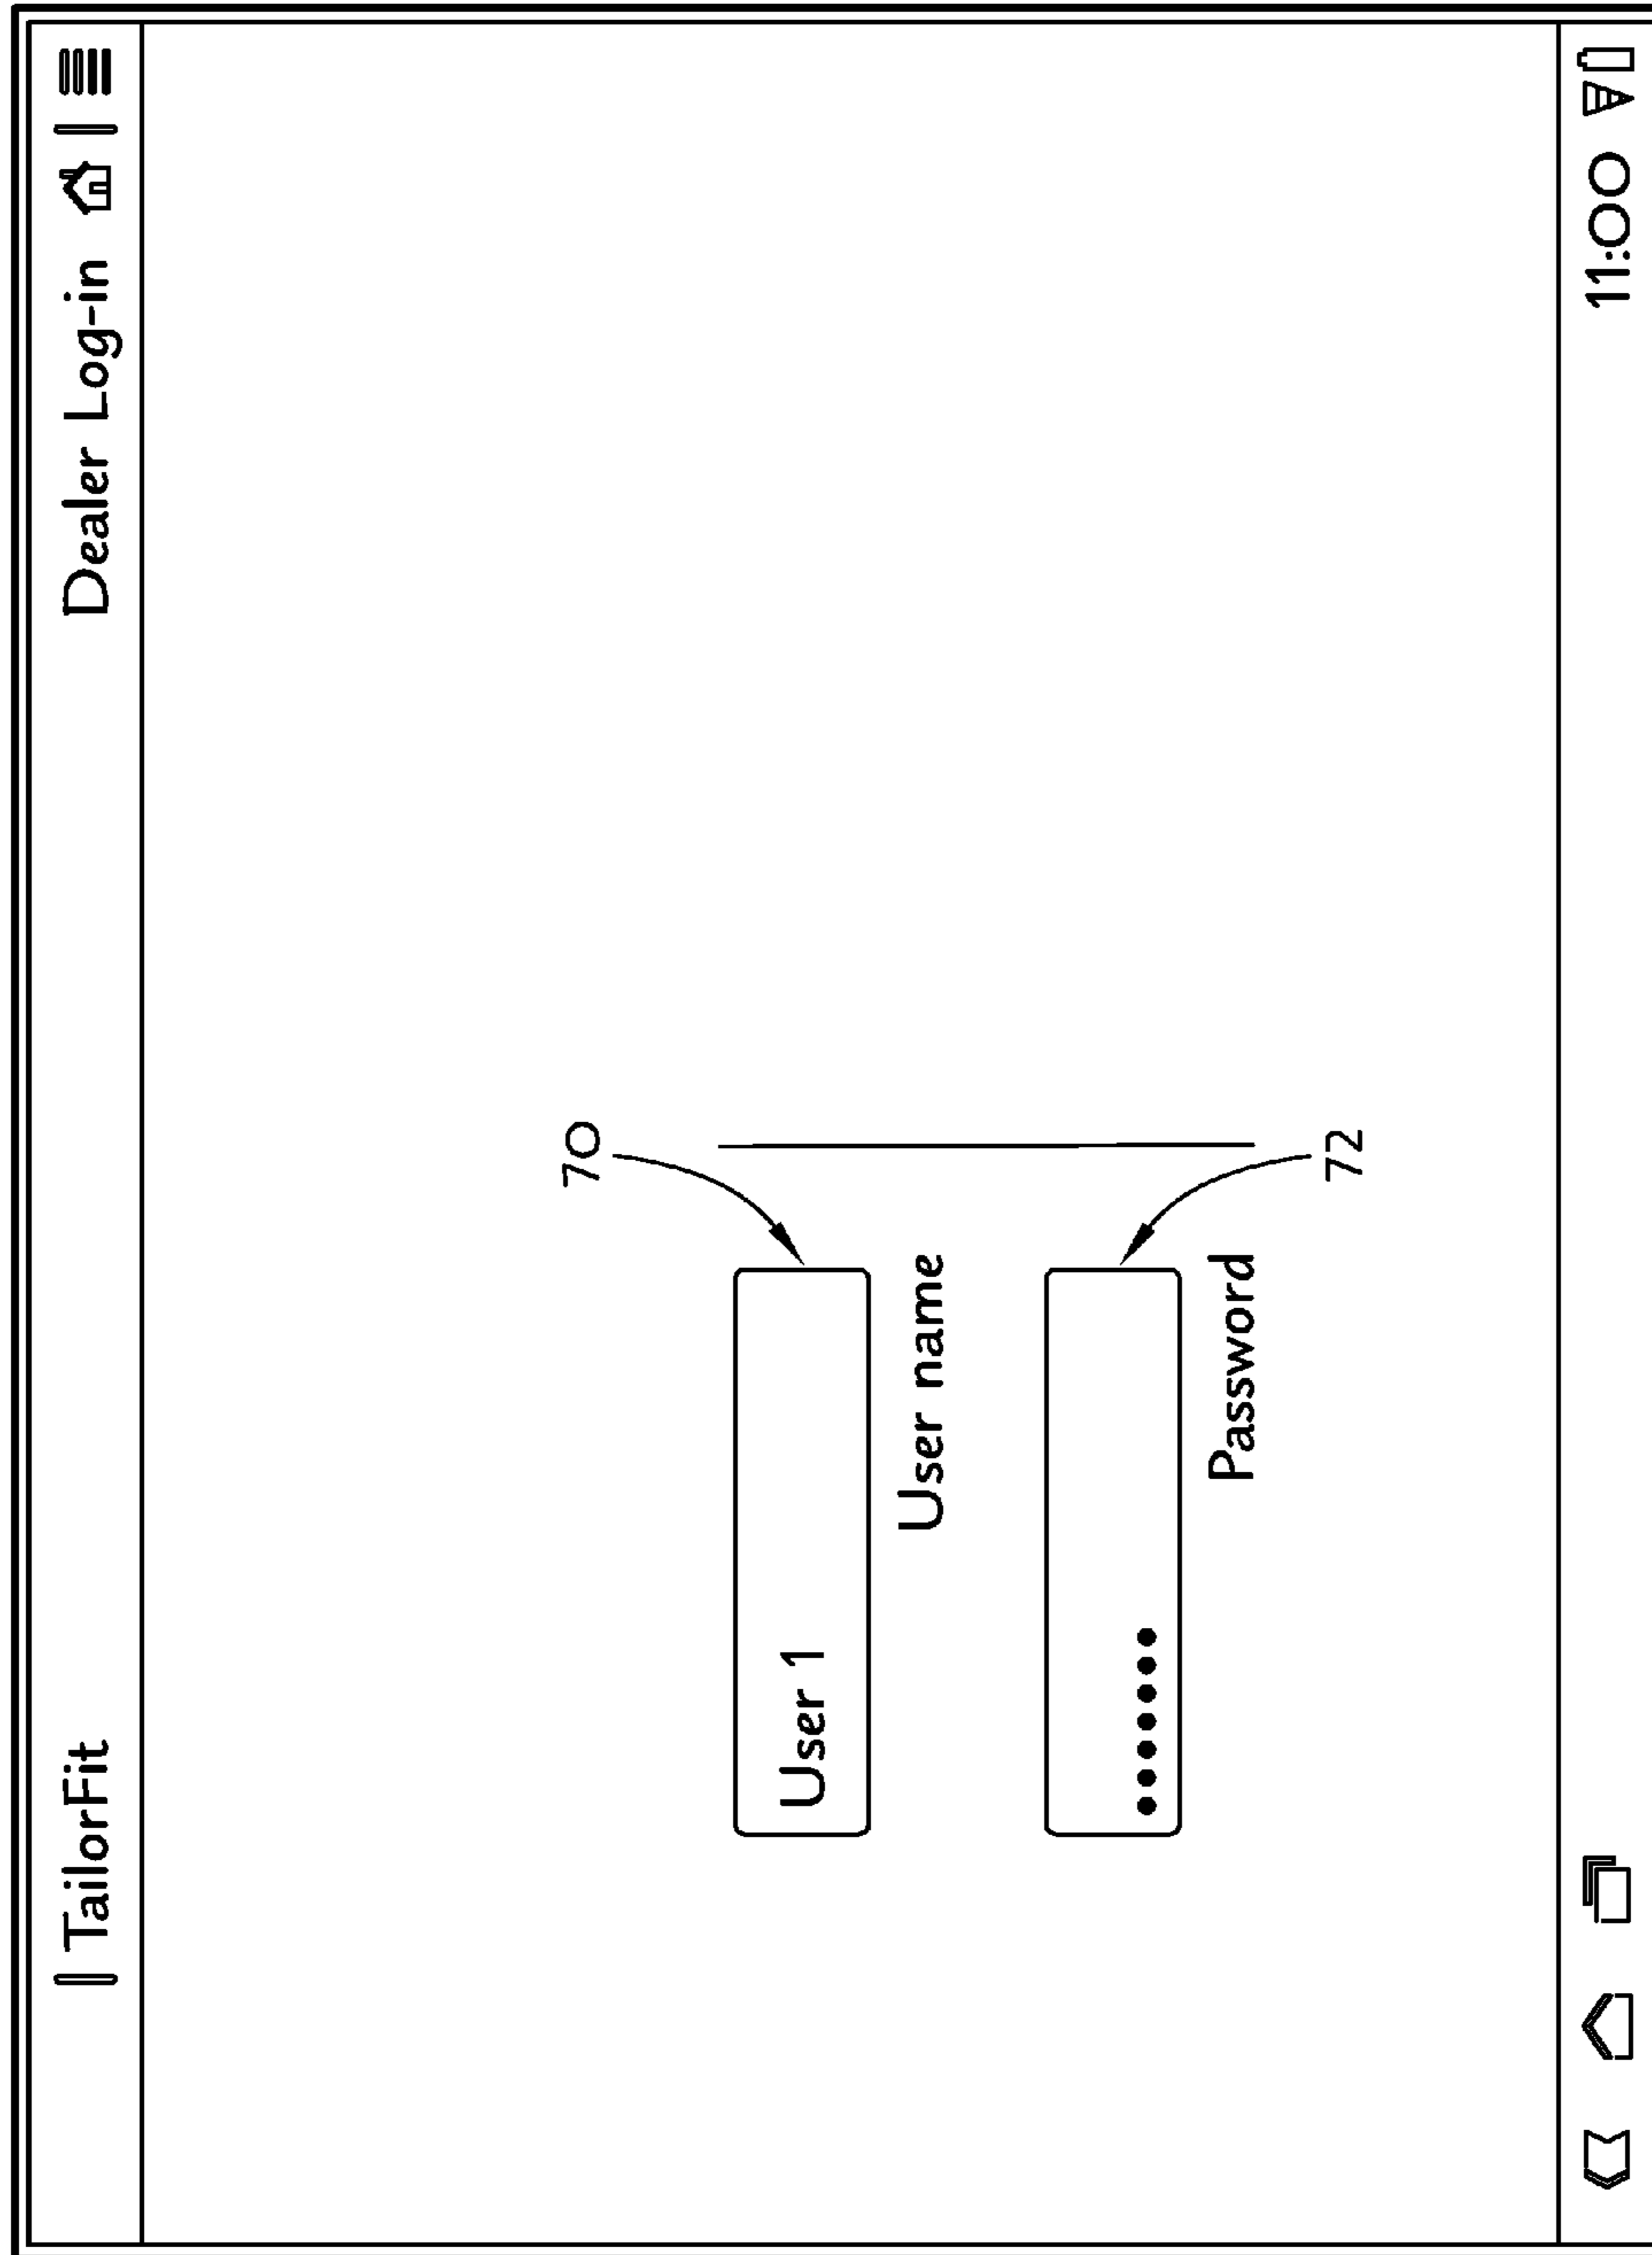 TailorFit
Dealer Log-in
70
User 1
User name
•••••••
Password
72
11:00